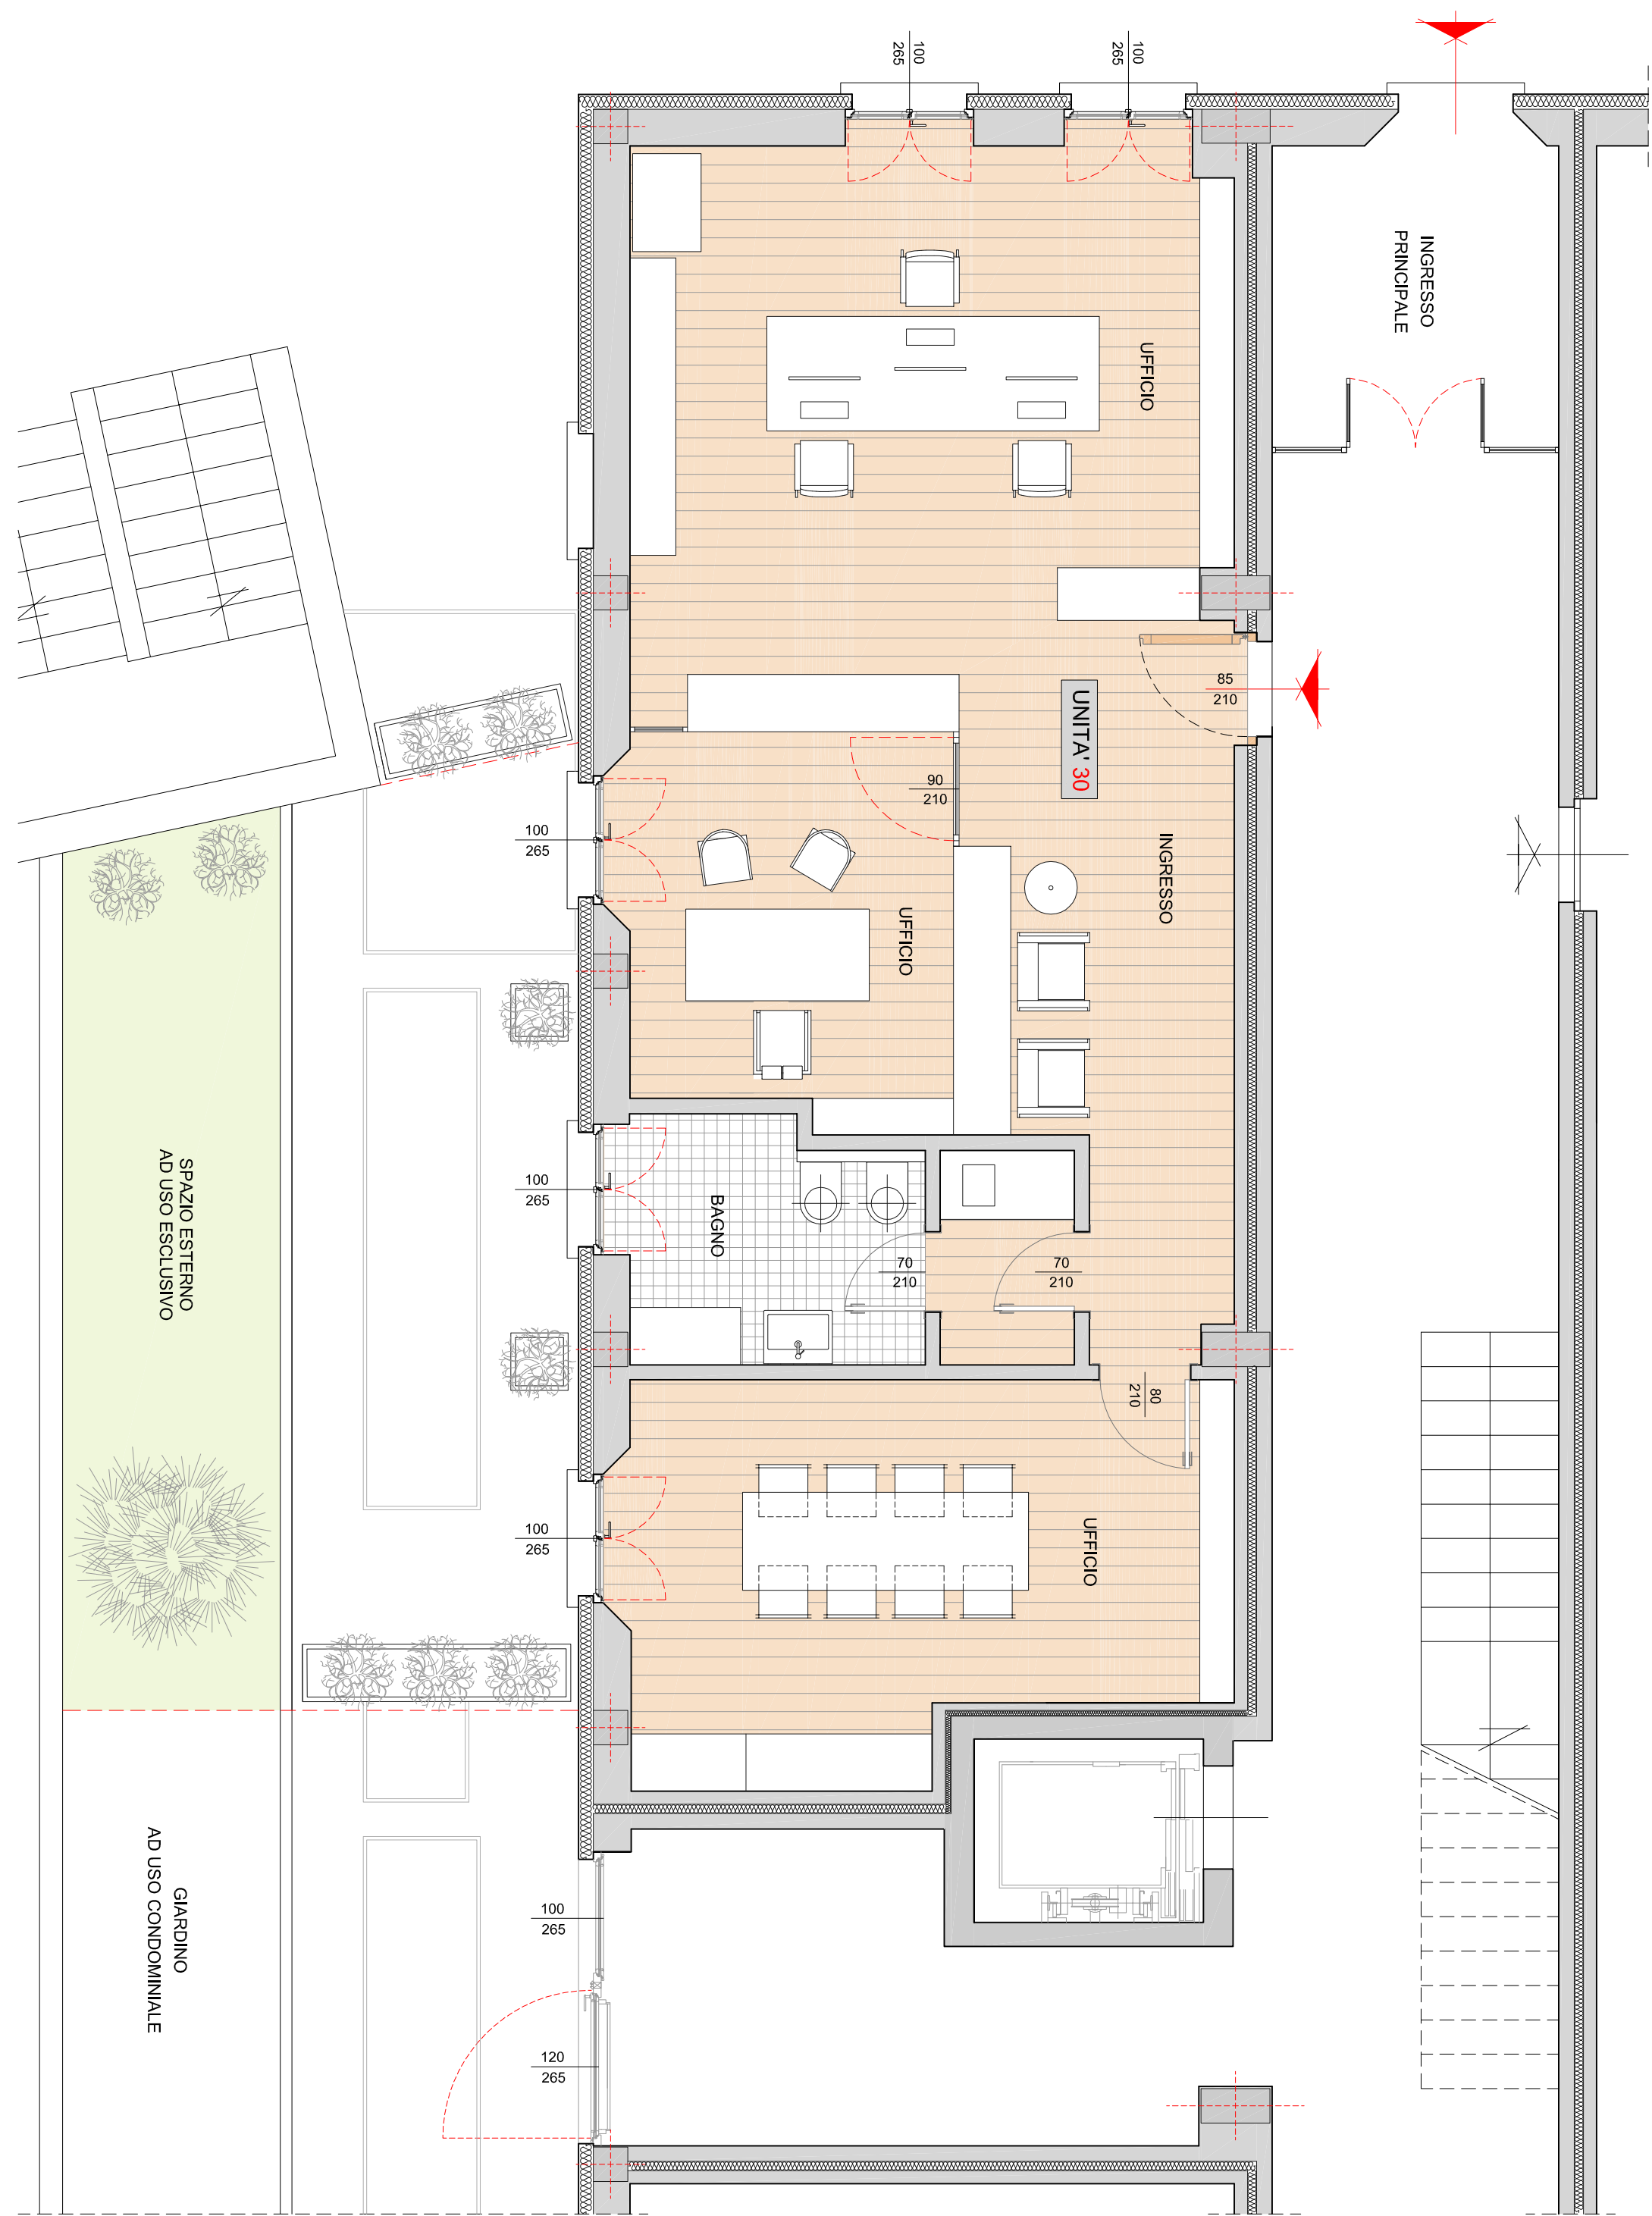 100
265
100
265
INGRESSO
PRINCIPALE
UFFICIO
85
210
UNITA' 30
90
210
100
265
INGRESSO
UFFICIO
SPAZIO ESTERNO
AD USO ESCLUSIVO
100
265
BAGNO
70
210
70
210
80
210
100
265
UFFICIO
GIARDINO
AD USO CONDOMINIALE
100
265
120
265